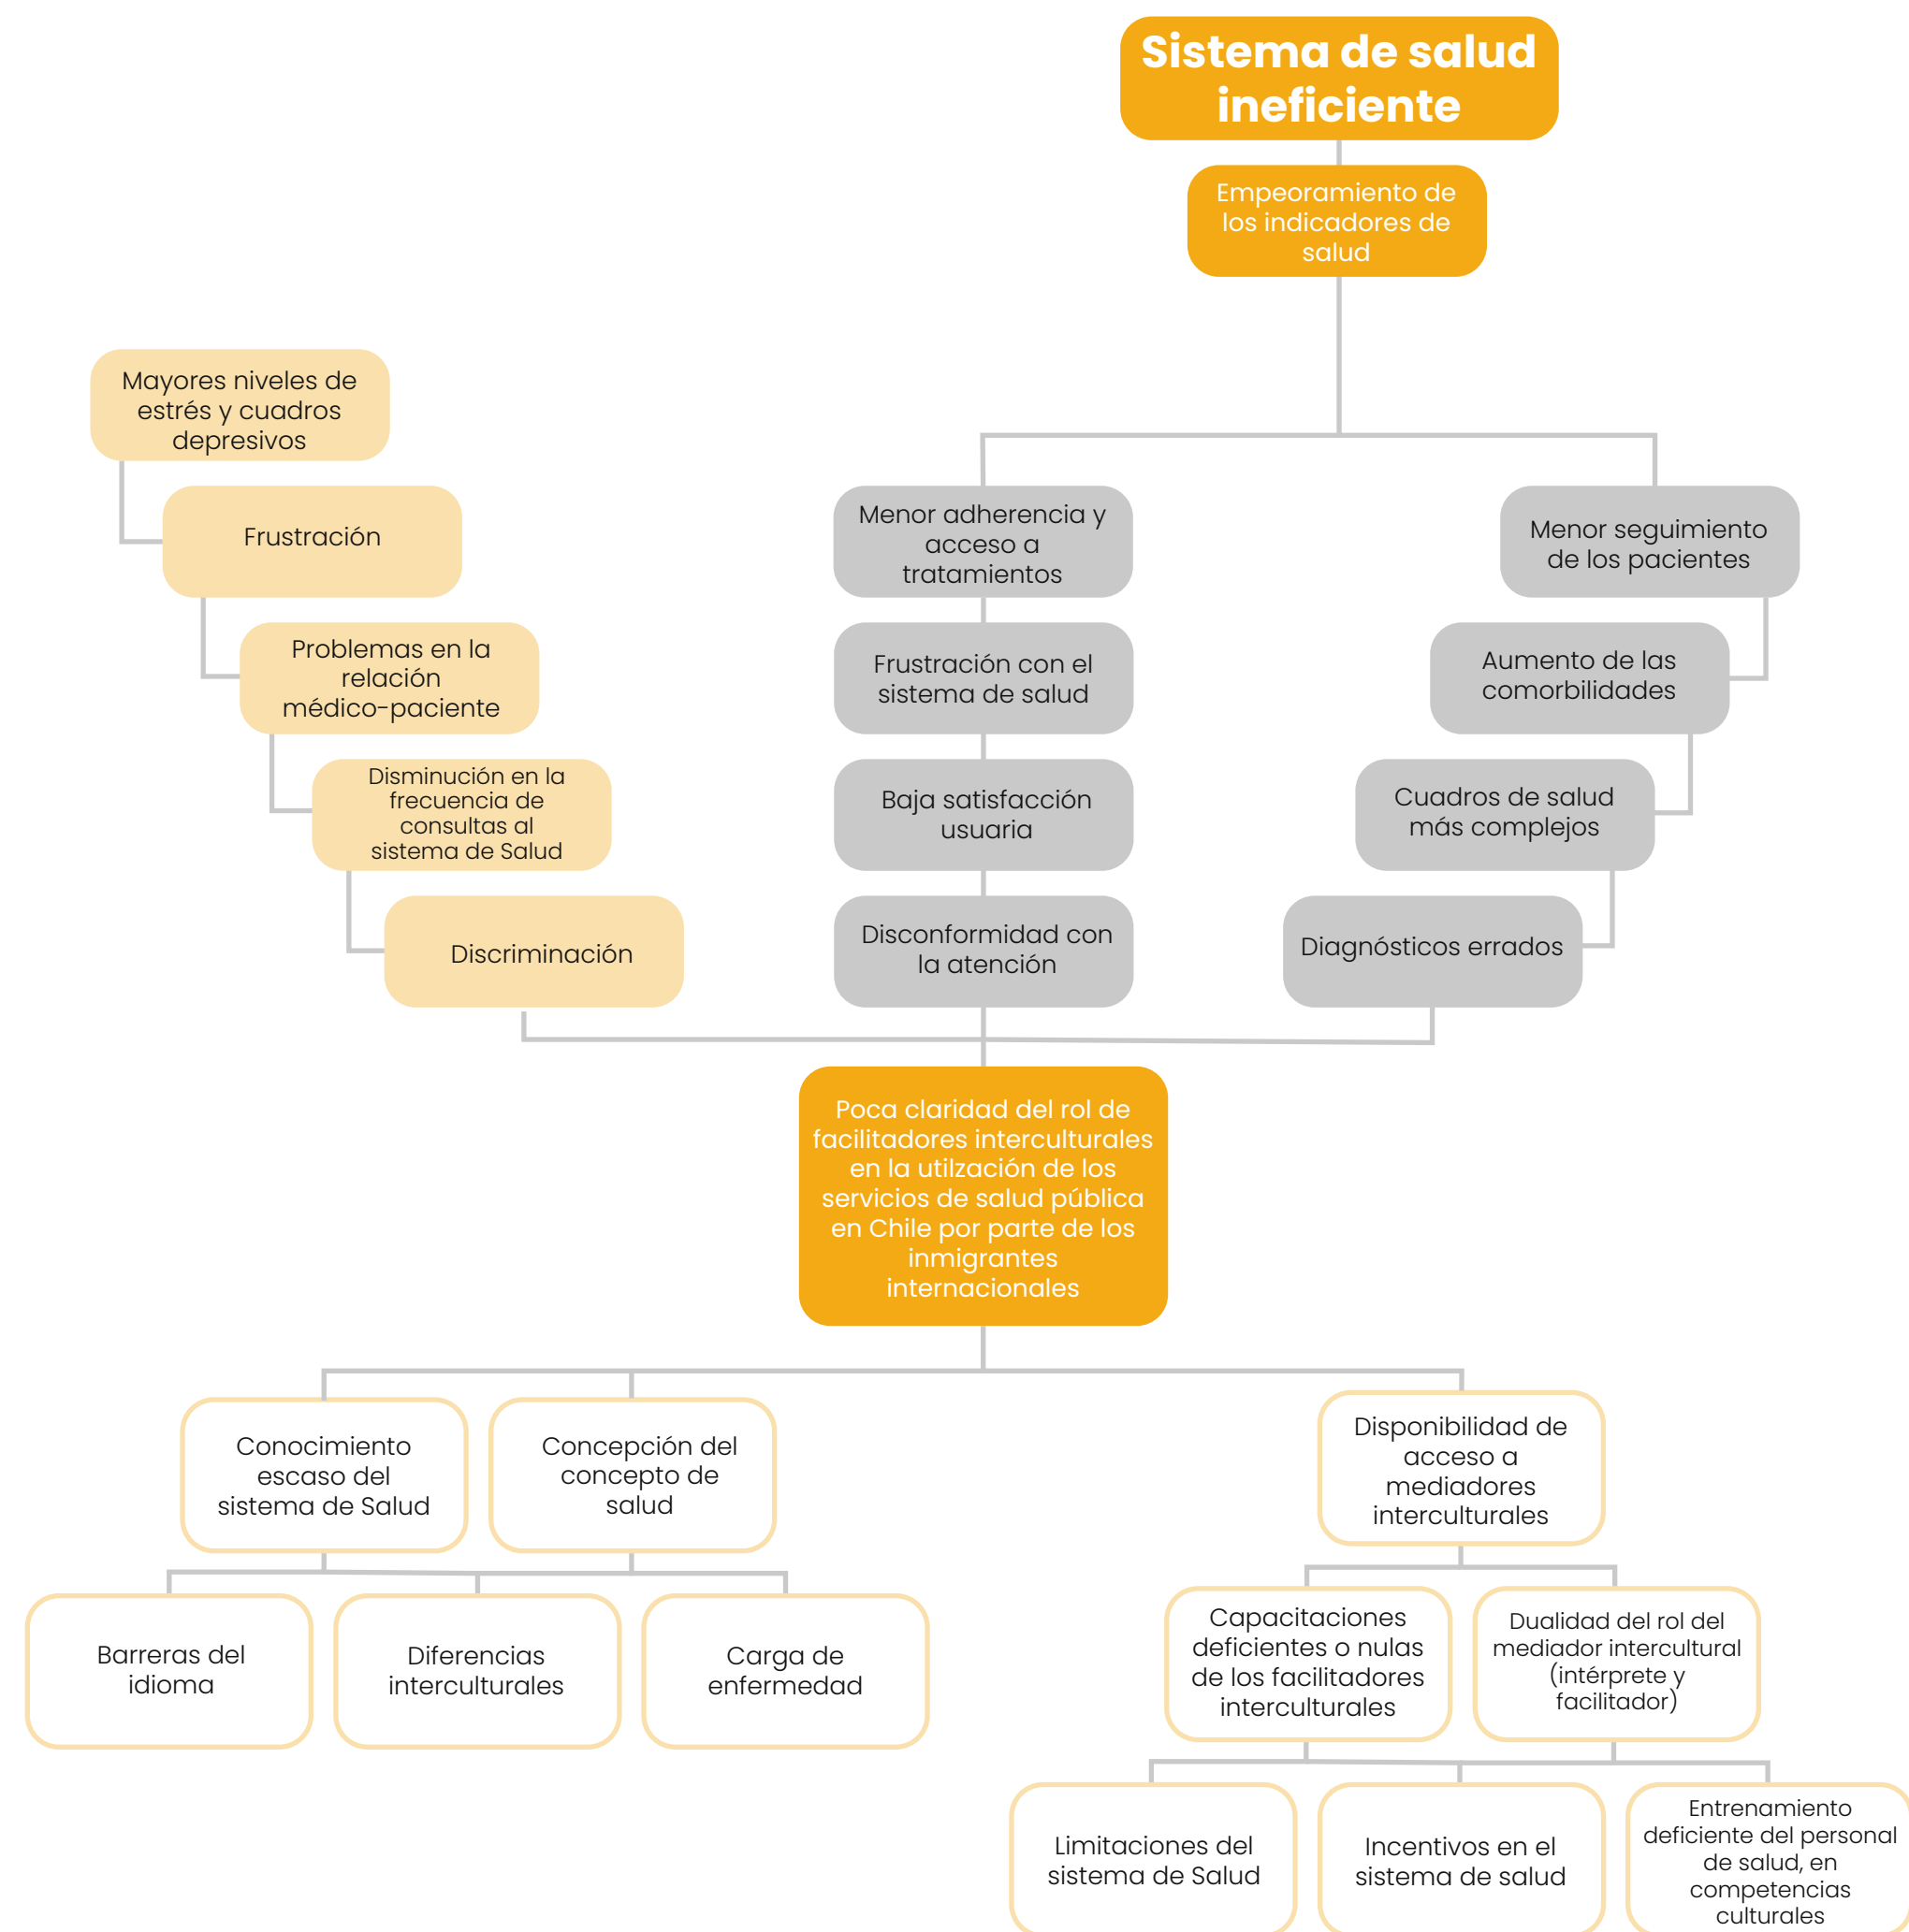 Sistema de salud
ineficiente
Empeoramiento de
los indicadores de
salud
Mayores niveles de
estrés y cuadros
depresivos
Frustración
Problemas en la
relación
médico-paciente
Disminución en la
frecuencia de
consultas al
sistema de Salud
Discriminación
Menor adherencia y
acceso a
tratamientos
Frustración con el
sistema de salud
Baja satisfacción
usuaria
Disconformidad con
la atención
Menor seguimiento
de los pacientes
Aumento de las
comorbilidades
Cuadros de salud
más complejos
Diagnósticos errados
Poca claridad del rol de
facilitadores interculturales
en la utilzación de los
servicios de salud pública
en Chile por parte de los
inmigrantes
internacionales
Conocimiento
escaso del
sistema de Salud
Concepción del
concepto de
salud
Disponibilidad de
acceso a
mediadores
interculturales
Barreras del
idioma
Diferencias
interculturales
Carga de
enfermedad
Capacitaciones
deficientes o nulas
de los facilitadores
interculturales
Dualidad del rol del
mediador intercultural
(intérprete y
facilitador)
Limitaciones del
sistema de Salud
Incentivos en el
sistema de salud
Entrenamiento
deficiente del personal
de salud, en
competencias
culturales